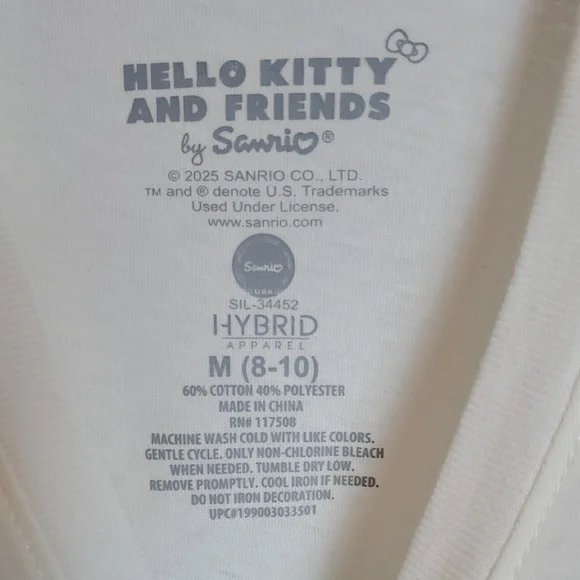 HELLO KITTY
AND FRIENDS
by Sanrio®
© 2025 SANRIO CO., LTD.
TM and ® denote U.S. Trademarks
Used Under License.
www.sanrio.com
Sanrio
USA
SIL-34452
HYBRID
APPAREL
M (8-10)
60% COTTON 40% POLYESTER
MADE IN CHINA
RN# 117508
MACHINE WASH COLD WITH LIKE COLORS.
GENTLE CYCLE. ONLY NON-CHLORINE BLEACH
WHEN NEEDED. TUMBLE DRY LOW.
REMOVE PROMPTLY. COOL IRON IF NEEDED.
DO NOT IRON DECORATION.
UPC#199003033501